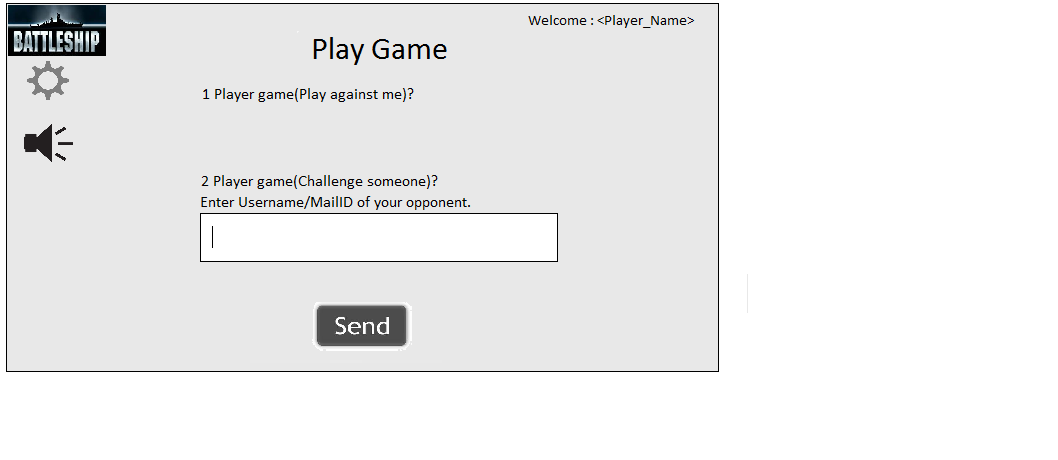 BATTLESHIP
Welcome : <Player_Name>
Play Game
1 Player game(Play against me)?
2 Player game(Challenge someone)?
Enter Username/MailID of your opponent.
Send